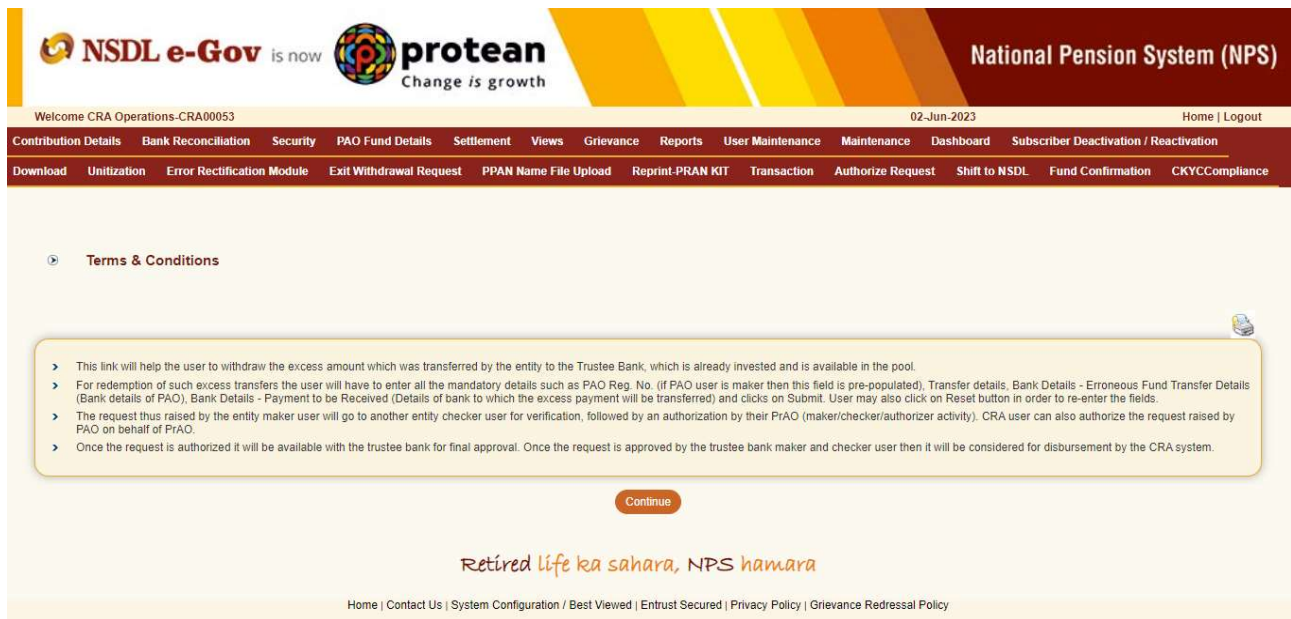 NSDL e-Gov is now protean
Change is growth
National Pension System (NPS)
Welcome CRA Operations-CRA00053 02-Jun-2023 Home | Logout
Contribution Details Bank Reconciliation Security PAO Fund Details Settlement Views Grievance Reports User Maintenance Maintenance Dashboard Subscriber Deactivation / Reactivation
Download Unitization Error Rectification Module Exit Withdrawal Request PPAN Name File Upload Reprint-PRAN KIT Transaction Authorize Request Shift to NSDL Fund Confirmation CKYCCompliance
Terms & Conditions
This link will help the user to withdraw the excess amount which was transferred by the entity to the Trustee Bank, which is already invested and is available in the pool.
For redemption of such excess transfers the user will have to enter all the mandatory details such as PAO Reg. No. (if PAO user is maker then this field is pre-populated), Transfer details, Bank Details - Erroneous Fund Transfer Details
(Bank details of PAO), Bank Details - Payment to be Received (Details of bank to which the excess payment will be transferred) and clicks on Submit. User may also click on Reset button in order to re-enter the fields.
The request thus raised by the entity maker user will go to another entity checker user for verification, followed by an authorization by their PrAO (maker/checker/authorizer activity). CRA user can also authorize the request raised by
PAO on behalf of PrAO.
Once the request is authorized it will be available with the trustee bank for final approval. Once the request is approved by the trustee bank maker and checker user then it will be considered for disbursement by the CRA system.
Continue
Retired life ka sahara, NPS hamara
Home | Contact Us | System Configuration / Best Viewed | Entrust Secured | Privacy Policy | Grievance Redressal Policy